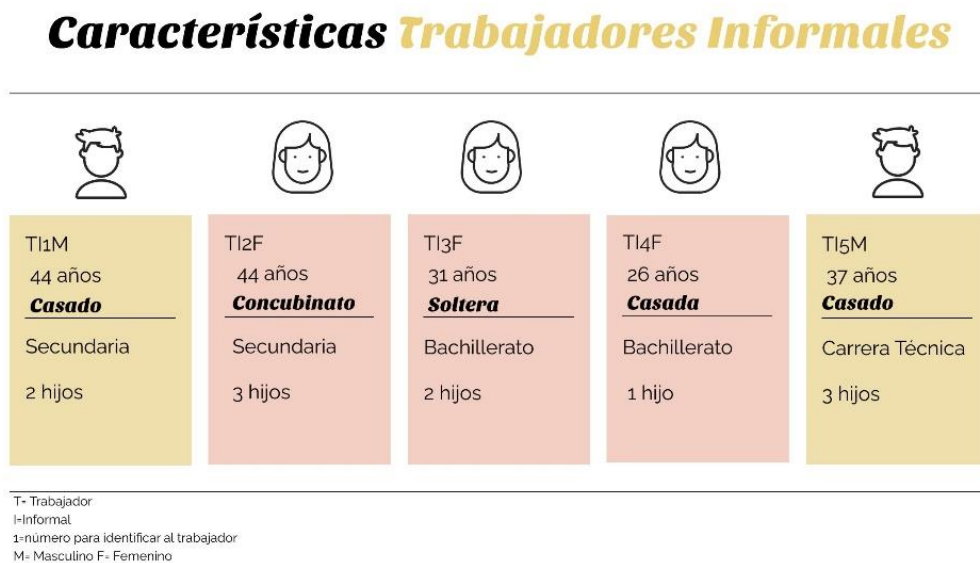 Características Trabajadores Informales
TI1M
44 años
Casado
Secundaria
2 hijos
TI2F
44 años
Concubinato
Secundaria
3 hijos
TI3F
31 años
Soltera
Bachillerato
2 hijos
TI4F
26 años
Casada
Bachillerato
1 hijo
TI5M
37 años
Casado
Carrera Técnica
3 hijos
T= Trabajador
I=Informal
1=número para identificar al trabajador
M= Masculino F= Femenino